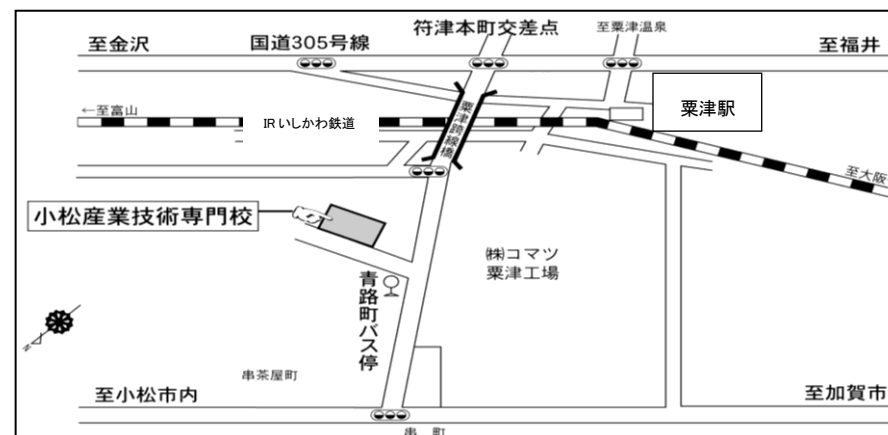 符津本町交差点
至金沢
国道305号線
至粟津温泉
至福井
←至富山
IRいしかわ鉄道
粟津跨線橋
粟津駅
至大阪
小松産業技術専門校
㈱コマツ
粟津工場
青路町バス停
N
串茶屋町
至小松市内
至加賀市
串　町